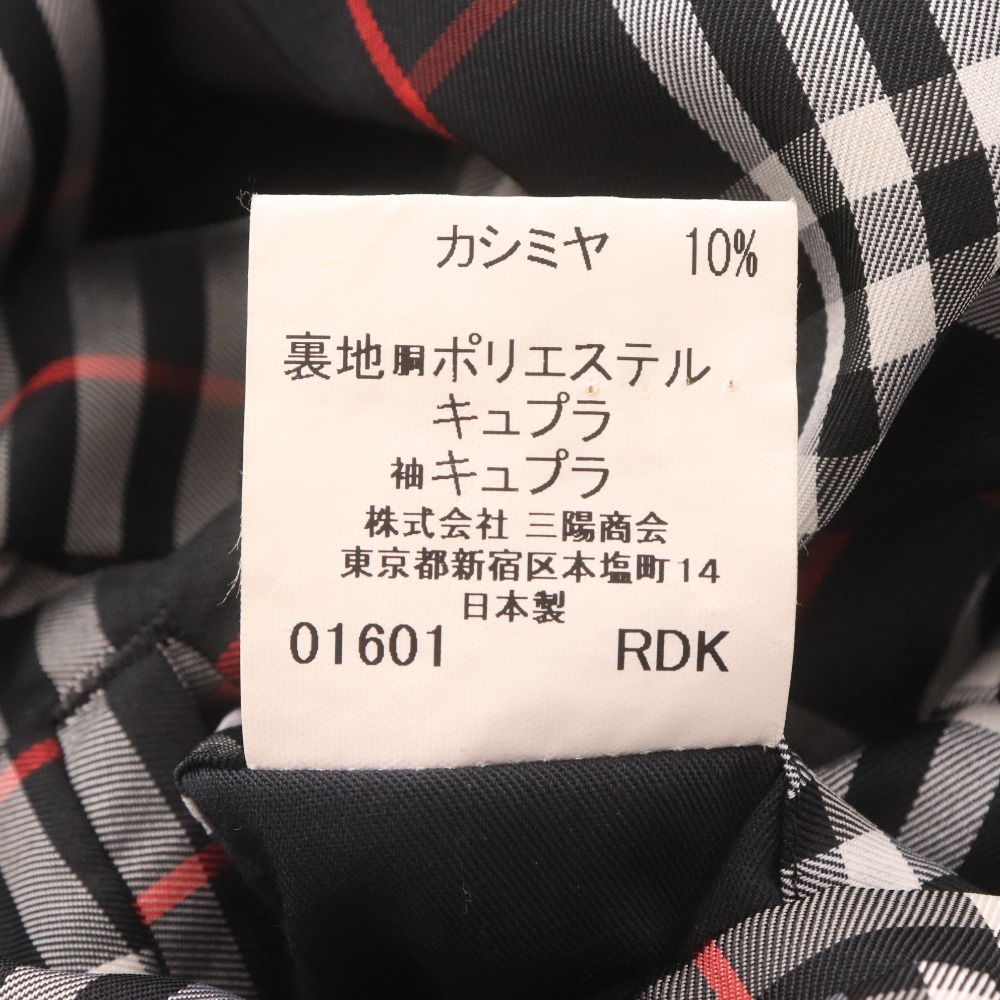 カシミヤ 10%
裏地胴ポリエステル
キュプラ
袖キュプラ
株式会社 三陽商会
東京都新宿区本塩町14
日本製
01601 RDK